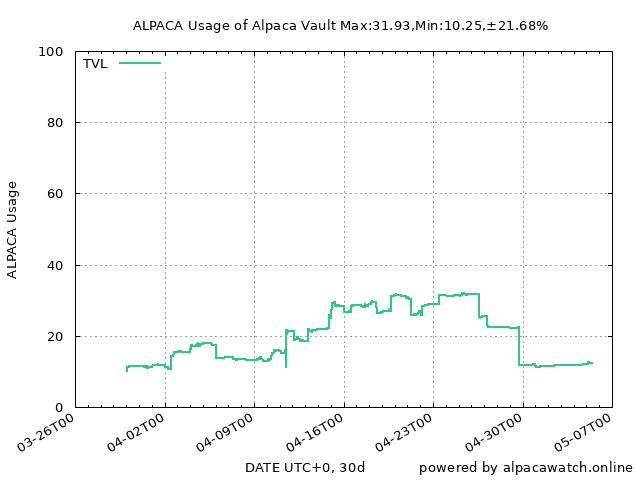 ALPACA Usage of Alpaca Vault Max:31.93,Min:10.25,±21.68%
TVL
100
80
60
40
20
0
ALPACA Usage
03-26T00
04-02T00
04-09T00
04-16T00
04-23T00
04-30T00
05-07T00
DATE UTC+0, 30d
powered by alpacawatch.online